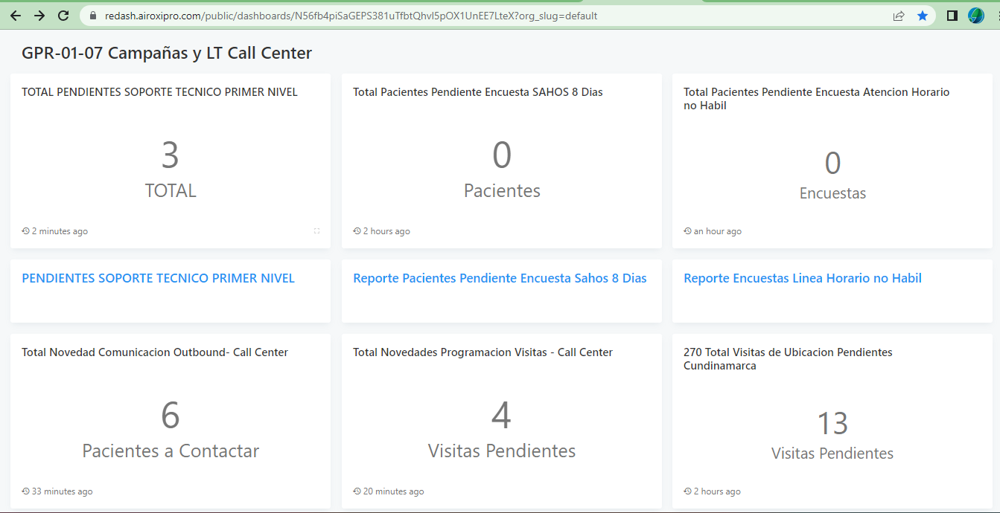 redash.airoxipro.com/public/dashboards/N56fb4piSaGEPS381uTfbtQhvl5pOX1UnEE7LteX?org_slug=default
GPR-01-07 Campañas y LT Call Center
TOTAL PENDIENTES SOPORTE TECNICO PRIMER NIVEL
3
TOTAL
2 minutes ago
Total Pacientes Pendiente Encuesta SAHOS 8 Dias
0
Pacientes
2 hours ago
Total Pacientes Pendiente Encuesta Atencion Horario
no Habil
0
Encuestas
an hour ago
PENDIENTES SOPORTE TECNICO PRIMER NIVEL
Reporte Pacientes Pendiente Encuesta Sahos 8 Dias
Reporte Encuestas Linea Horario no Habil
Total Novedad Comunicacion Outbound- Call Center
6
Pacientes a Contactar
33 minutes ago
Total Novedades Programacion Visitas - Call Center
4
Visitas Pendientes
20 minutes ago
270 Total Visitas de Ubicacion Pendientes
Cundinamarca
13
Visitas Pendientes
2 hours ago